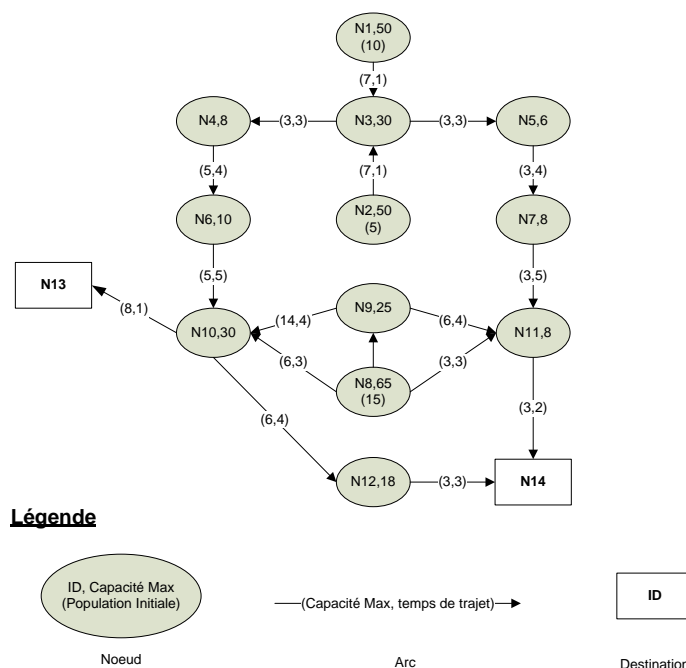 N1,50
(10)
(7,1)
N4,8
(3,3)
N3,30
(3,3)
N5,6
(5,4)
(7,1)
(3,4)
N6,10
N2,50
(5)
N7,8
N13
(5,5)
(3,5)
(8,1)
N9,25
(14,4)
(6,4)
N10,30
N11,8
(6,3)
(3,3)
N8,65
(15)
(6,4)
(3,2)
N12,18
(3,3)
N14
Légende
ID, Capacité Max
(Population Initiale)
(Capacité Max, temps de trajet)
ID
Noeud
Arc
Destination